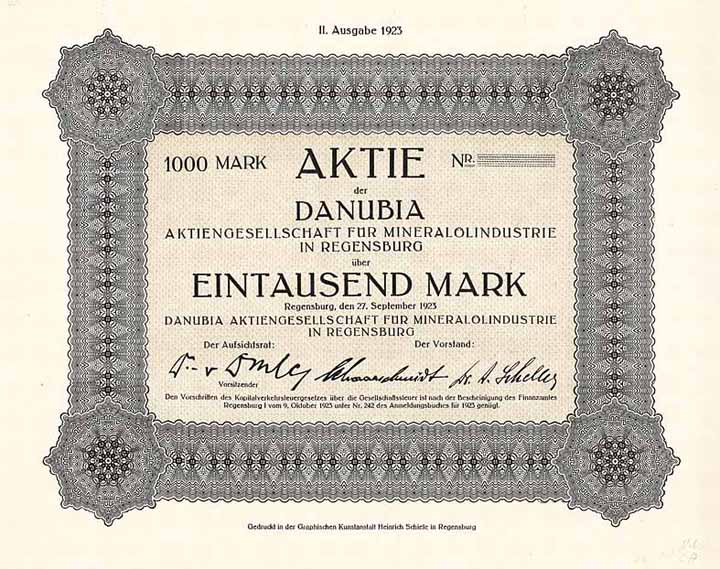 II. Ausgabe 1923
1000 MARK AKTIE NR.
der
DANUBIA
AKTIENGESELLSCHAFT FÜR MINERALOLINDUSTRIE
IN REGENSBURG
über
EINTAUSEND MARK
Regensburg, den 27. September 1923
DANUBIA AKTIENGESELLSCHAFT FÜR MINERALOLINDUSTRIE
IN REGENSBURG
Der Aufsichtsrat: Der Vorstand:
Dr. A. Scheller
Vorsitzender
Den Vorschriften des Kapitalverkehrsteuergesetzes über die Gesellschaftssteuer ist nach der Bescheinigung des Finanzamtes
Regensburg I vom 9. Oktober 1923 unter Nr. 242 des Anmeldungsbuches für 1923 genügt.
Gedruckt in der Graphischen Kunstanstalt Heinrich Schiele in Regensburg